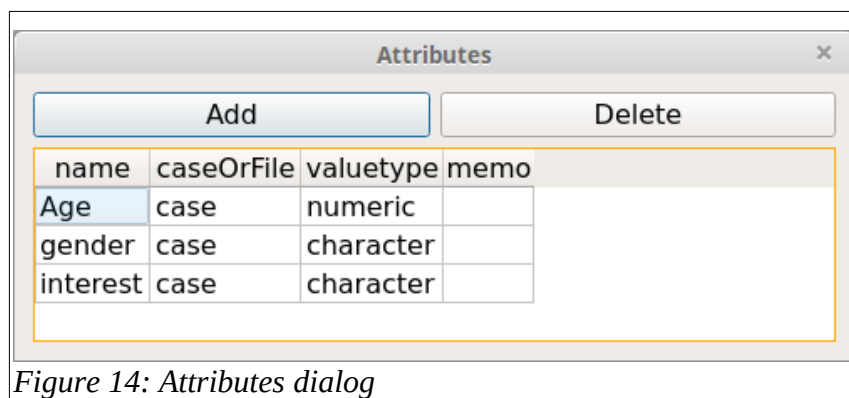 Attributes ×
Add Delete
name caseOrFile valuetype memo
Age case numeric
gender case character
interest case character
Figure 14: Attributes dialog